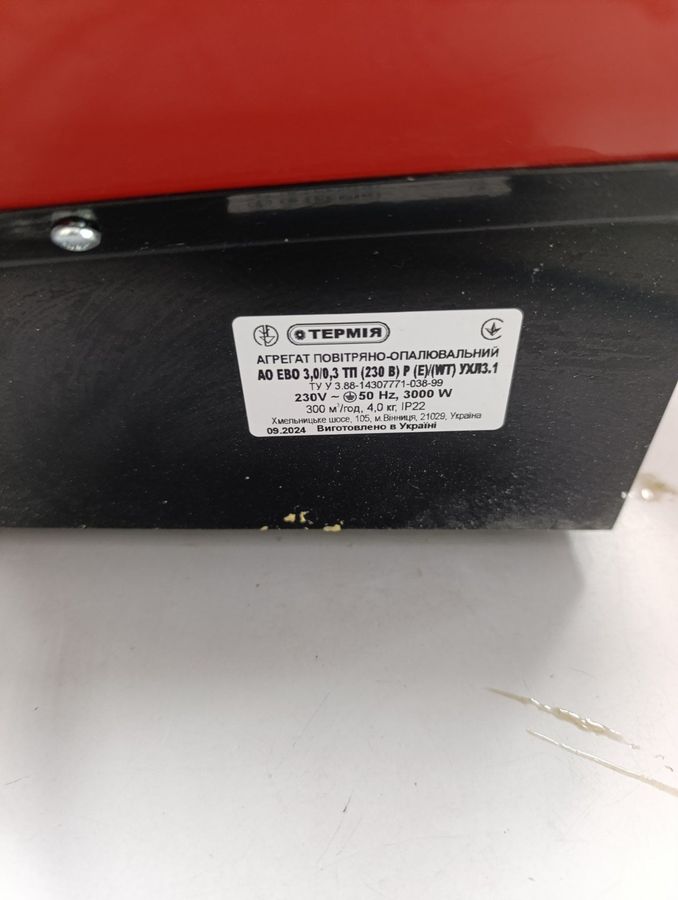 ТЕРМІЯ
АГРЕГАТ ПОВІТРЯНО-ОПАЛЮВАЛЬНИЙ
АО ЕВО 3,0/0,3 ТП (230 В) Р (Е)/(WT) УХЛ3.1
ТУ У 3.88-14307771-038-99
230V ~ 50 Hz, 3000 W
300 м³/год, 4,0 кг, IP22
Хмельницьке шосе, 105, м.Вінниця, 21029, Україна
09.2024 Виготовлено в Україні